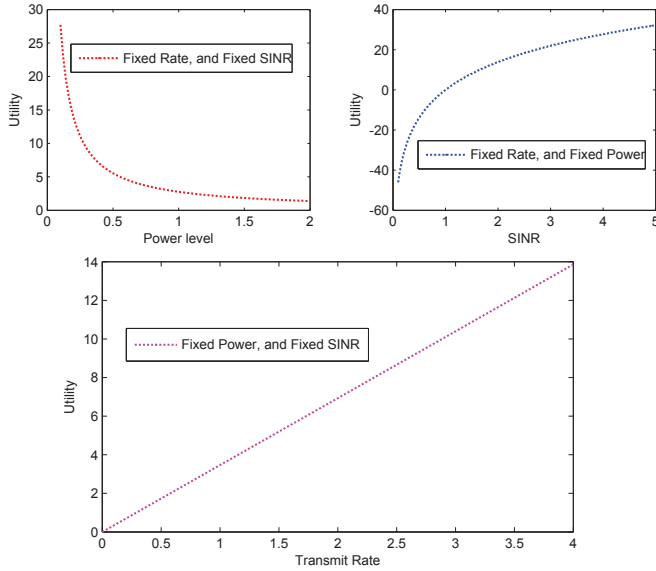 30
25
20
15
10
5
0
Utility
0 0.5 1 1.5 2
Power level
Fixed Rate, and Fixed SINR
40
20
0
-20
-40
-60
Utility
0 1 2 3 4 5
SINR
Fixed Rate, and Fixed Power
14
12
10
8
6
4
2
0
Utility
0 0.5 1 1.5 2 2.5 3 3.5 4
Transmit Rate
Fixed Power, and Fixed SINR